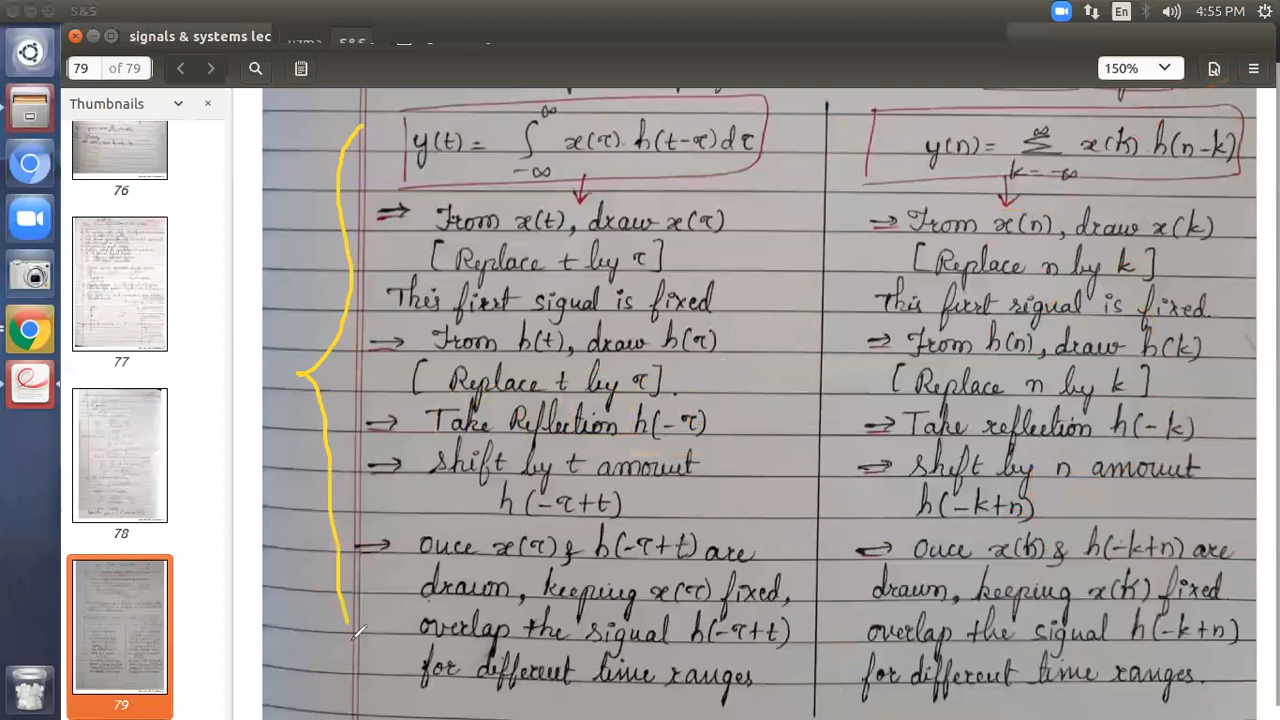 S&S
En
4:55 PM
signals & systems lec
S&S
79 of 79
150%
Thumbnails
76
77
78
79
y(t) = ∫_{-∞}^{∞} x(τ). h(t-τ)dτ
⇒ From x(t), draw x(τ)
[Replace t by τ]
This first signal is fixed
→ From h(t), draw h(τ)
[Replace t by τ].
→ Take Reflection h(-τ)
→ Shift by t amount
h(-τ+t)
→ Once x(τ) & h(-τ+t) are
drawn, keeping x(τ) fixed,
overlap the signal h(-τ+t)
for different time ranges
y(n) = Σ_{k=-∞}^{∞} x(k) h(n-k)
⇒ From x(n), draw x(k)
[Replace n by k]
This first signal is fixed.
⇒ From h(n), draw h(k)
[Replace n by k]
⇒ Take reflection h(-k)
⇒ Shift by n amount
h(-k+n)
⇒ Once x(k) & h(-k+n) are
drawn, keeping x(k) fixed
overlap the signal h(-k+n)
for different time ranges.